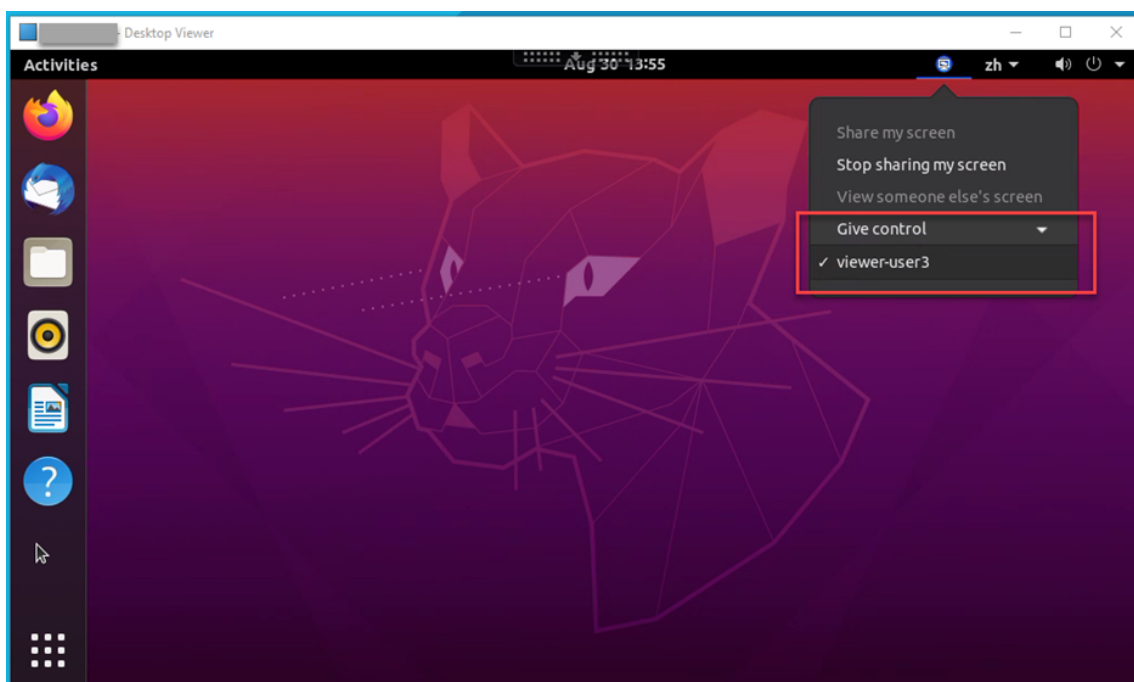 - Desktop Viewer
Activities
Aug 30 13:55
zh
Share my screen
Stop sharing my screen
View someone else's screen
Give control
✓ viewer-user3
?